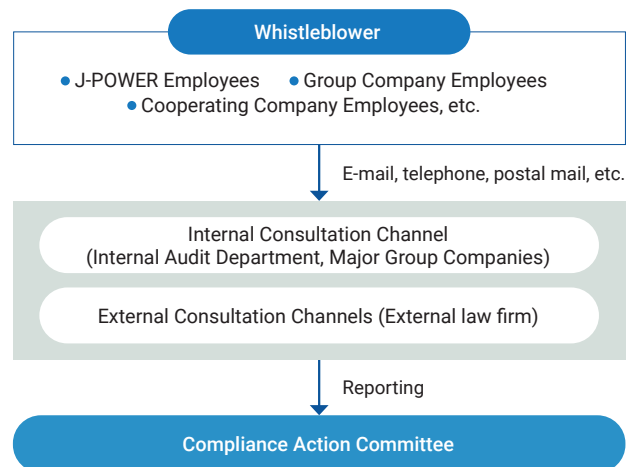 Whistleblower
● J-POWER Employees ● Group Company Employees
● Cooperating Company Employees, etc.
E-mail, telephone, postal mail, etc.
Internal Consultation Channel
(Internal Audit Department, Major Group Companies)
External Consultation Channels (External law firm)
Reporting
Compliance Action Committee